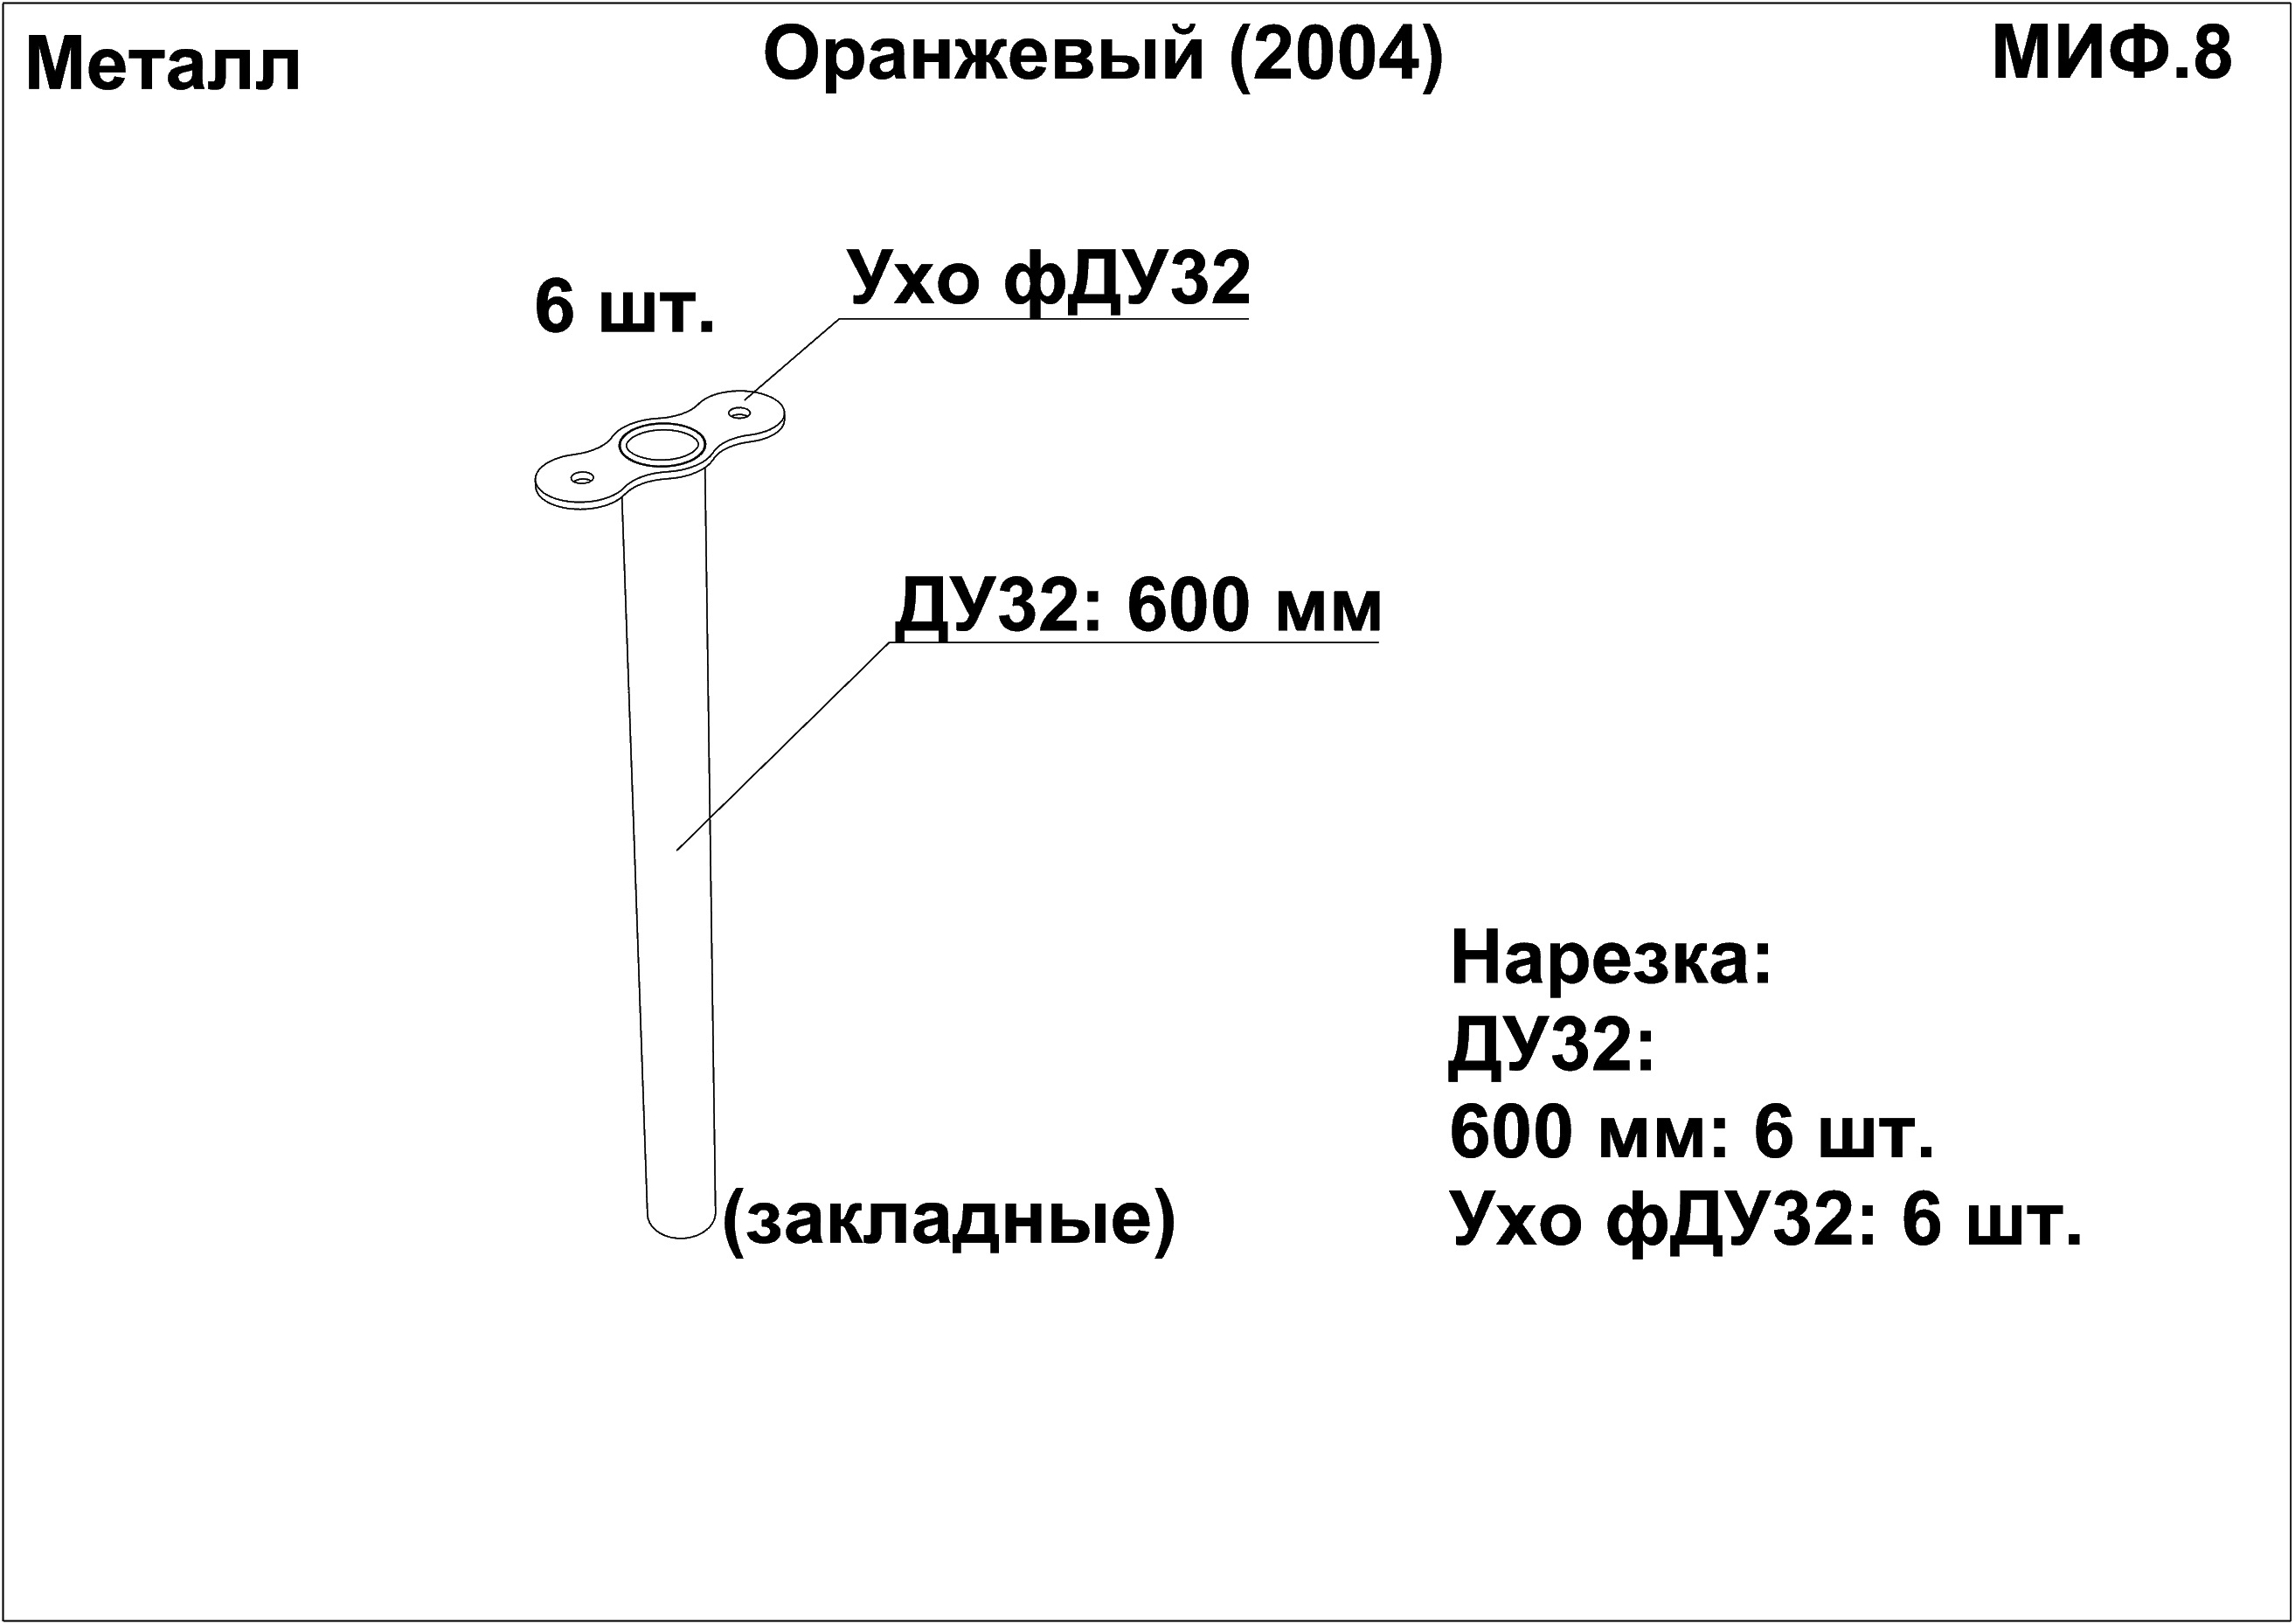 Металл
Оранжевый (2004)
МИФ.8
6 шт.
Ухо фДУ32
ДУ32: 600 мм
(закладные)
Нарезка:
ДУ32:
600 мм: 6 шт.
Ухо фДУ32: 6 шт.